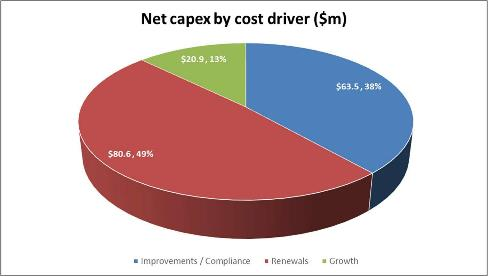 Net capex by cost driver ($m)
$20.9, 13%
$63.5, 38%
$80.6, 49%
Improvements / Compliance Renewals Growth